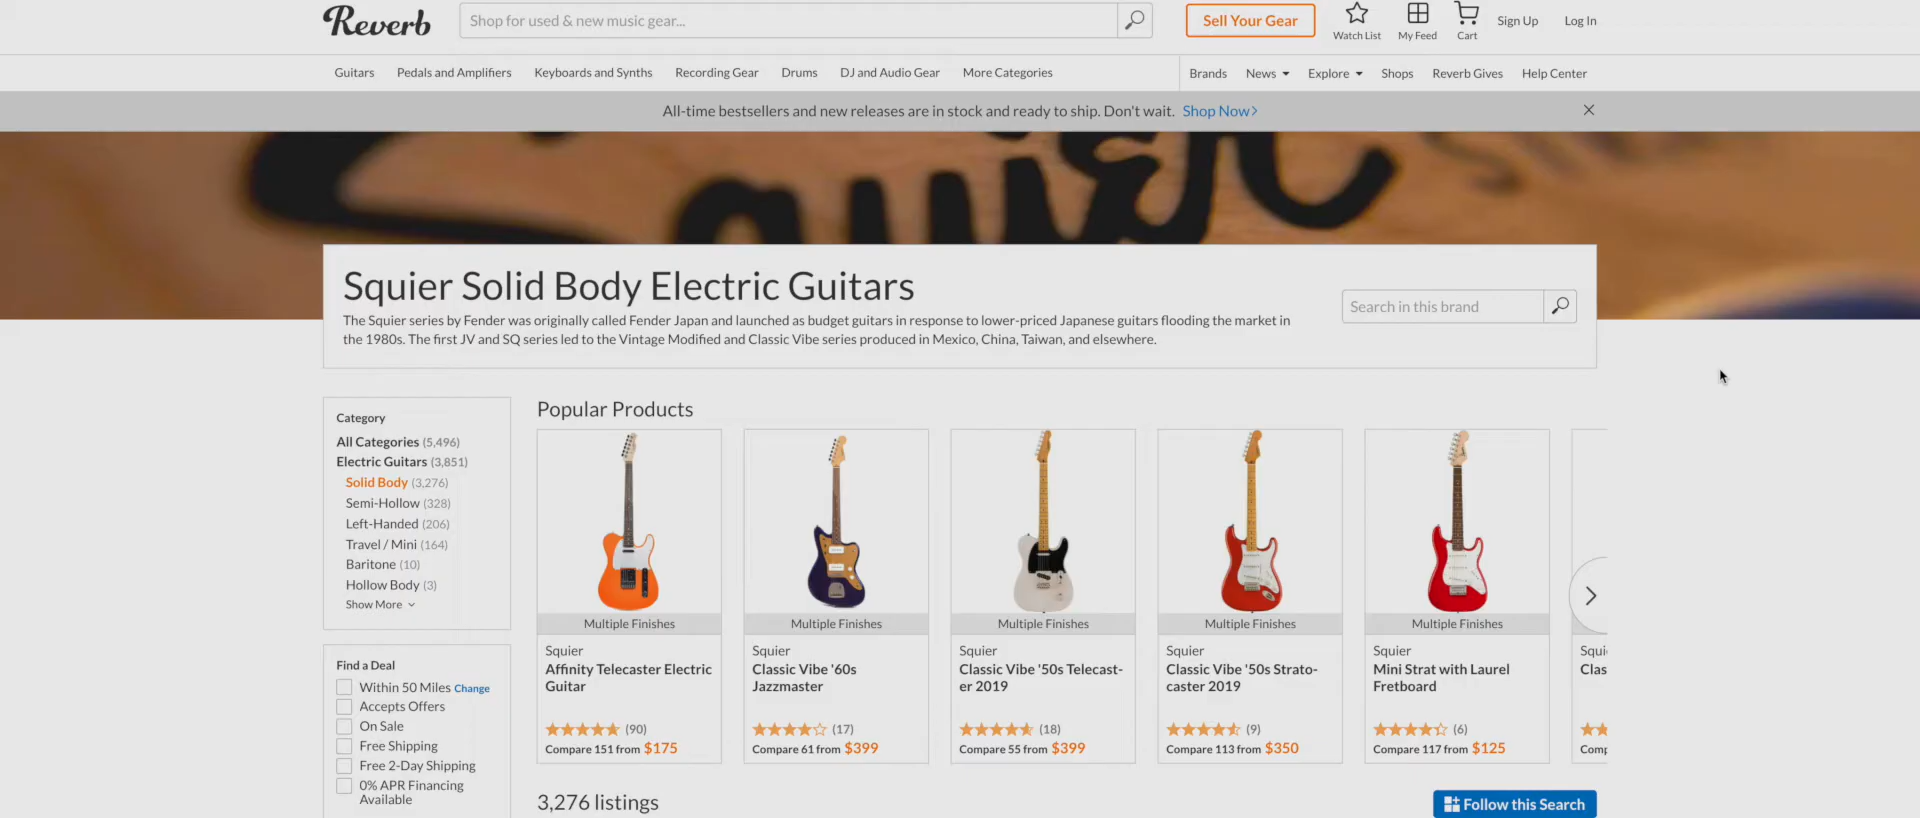 Reverb
Shop for used & new music gear...
Sell Your Gear
Watch List
My Feed
Cart
Sign Up
Log In
Guitars
Pedals and Amplifiers
Keyboards and Synths
Recording Gear
Drums
DJ and Audio Gear
More Categories
Brands
News
Explore
Shops
Reverb Gives
Help Center
All-time bestsellers and new releases are in stock and ready to ship. Don't wait. Shop Now
Squier
Squier Solid Body Electric Guitars
The Squier series by Fender was originally called Fender Japan and launched as budget guitars in response to lower-priced Japanese guitars flooding the market in
the 1980s. The first JV and SQ series led to the Vintage Modified and Classic Vibe series produced in Mexico, China, Taiwan, and elsewhere.
Search in this brand
Category
All Categories (5,496)
Electric Guitars (3,851)
Solid Body (3,276)
Semi-Hollow (328)
Left-Handed (206)
Travel / Mini (164)
Baritone (10)
Hollow Body (3)
Show More
Find a Deal
Within 50 Miles Change
Accepts Offers
On Sale
Free Shipping
Free 2-Day Shipping
0% APR Financing
Available
Popular Products
Multiple Finishes
Squier
Affinity Telecaster Electric
Guitar
(90)
Compare 151 from $175
Multiple Finishes
Squier
Classic Vibe '60s
Jazzmaster
(17)
Compare 61 from $399
Multiple Finishes
Squier
Classic Vibe '50s Telecast-
er 2019
(18)
Compare 55 from $399
Multiple Finishes
Squier
Classic Vibe '50s Strato-
caster 2019
(9)
Compare 113 from $350
Multiple Finishes
Squier
Mini Strat with Laurel
Fretboard
(6)
Compare 117 from $125
Squi
Clas
Comp
3,276 listings
Follow this Search